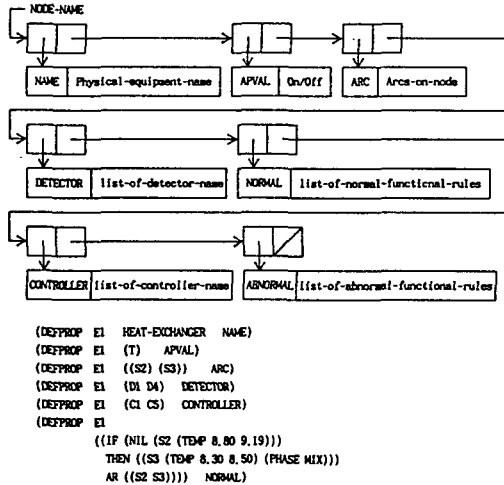 NODE-NAME
NAME Physical-equipment-name APVAL On/Off ARC Arcs-on-node
DETECTOR list-of-detector-name NORMAL list-of-normal-functional-rules
CONTROLLER list-of-controller-name ABNORMAL list-of-abnormal-functional-rules
(DEFPROP E1 HEAT-EXCHANGER NAME)
(DEFPROP E1 (T) APVAL)
(DEFPROP E1 ((S2) (S3)) ARC)
(DEFPROP E1 (D1 D4) DETECTOR)
(DEFPROP E1 (C1 C5) CONTROLLER)
(DEFPROP E1
((IF (NIL (S2 (TEMP 8.80 9.19)))
THEN ((S3 (TEMP 8.30 8.50) (PHASE MIX)))
AR ((S2 S3)))) NORMAL)